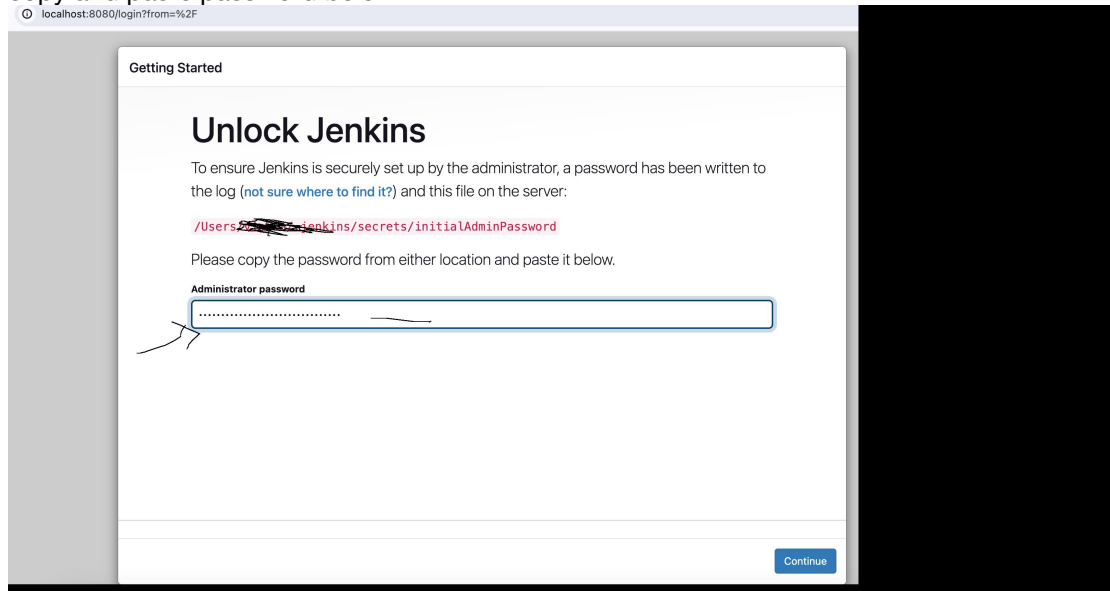 localhost:8080/login?from=%2F
Getting Started
Unlock Jenkins
To ensure Jenkins is securely set up by the administrator, a password has been written to
the log (not sure where to find it?) and this file on the server:
/Users jenkins/secrets/initialAdminPassword
Please copy the password from either location and paste it below.
Administrator password
................................
Continue